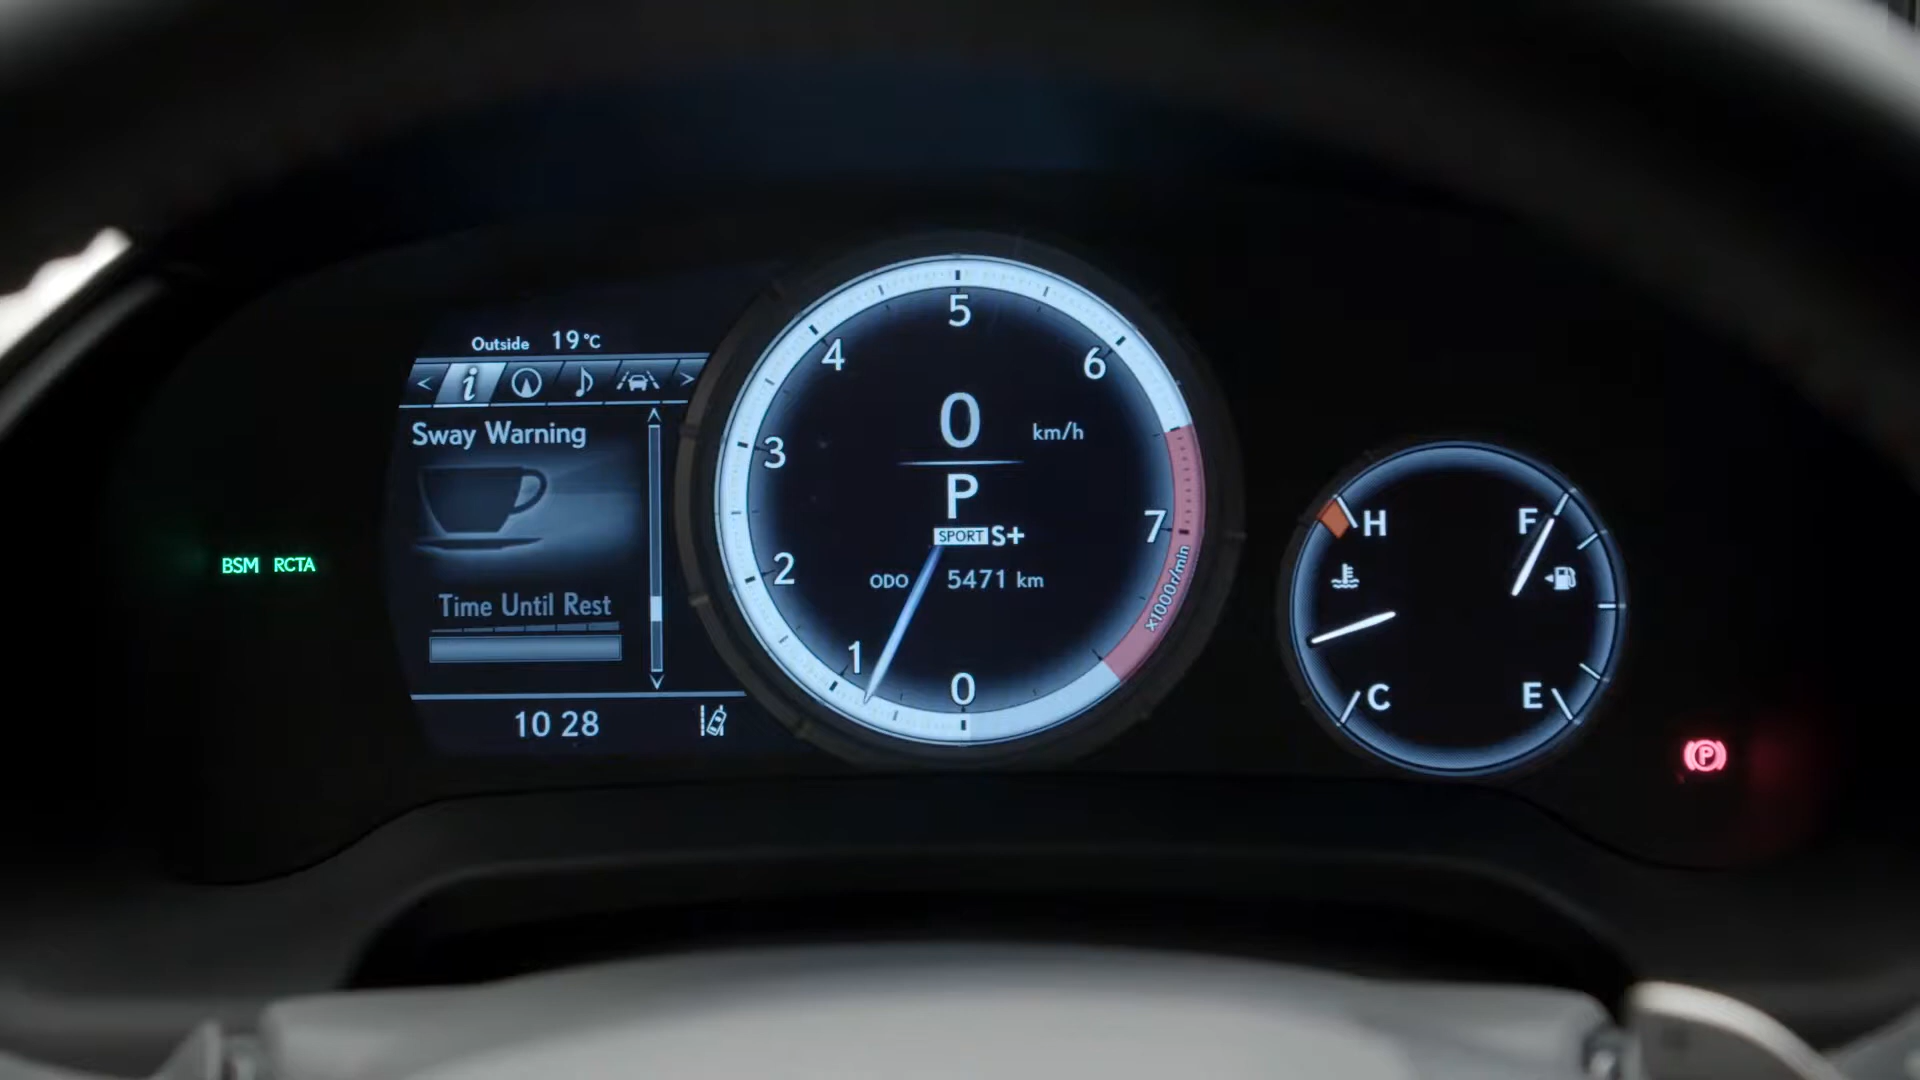 Outside 19°C
< i >
Sway Warning
Time Until Rest
10 28
BSM RCTA
5
4
6
3
2
7
1
0
0 km/h
P
SPORT S+
ODO 5471 km
x1000r/min
H
F
C
E
P